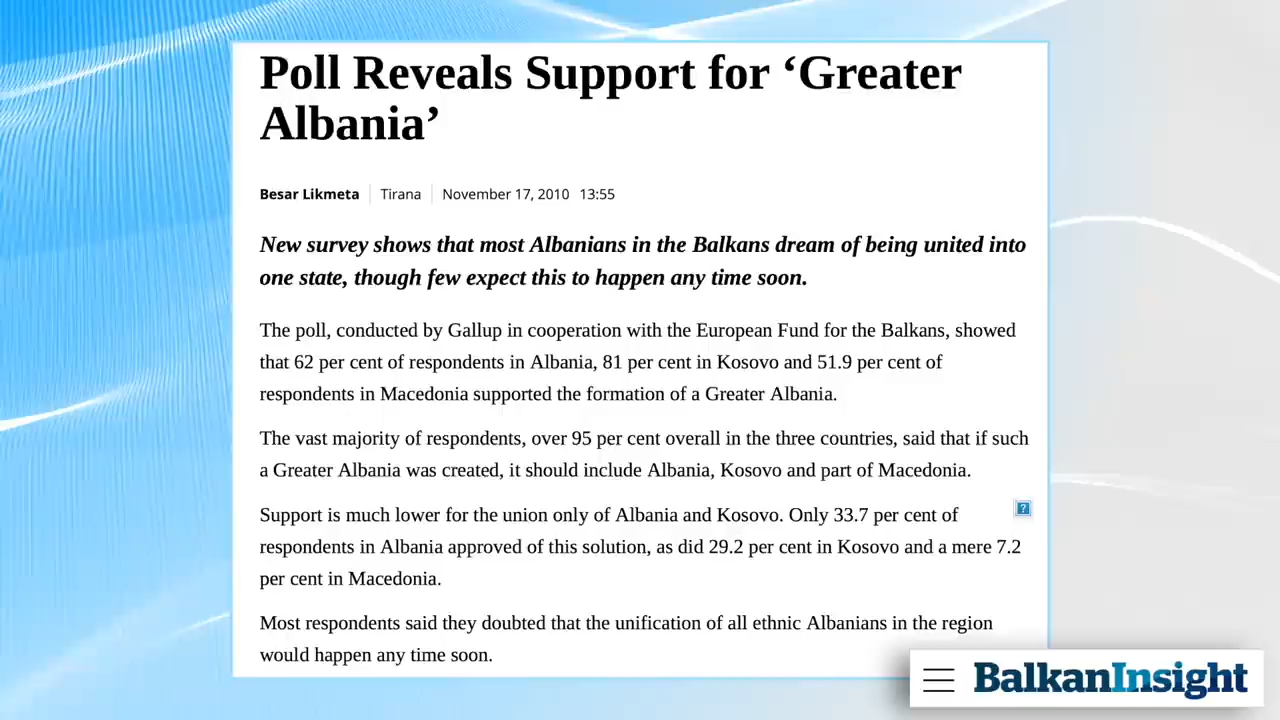 Poll Reveals Support for ‘Greater
Albania’
Besar Likmeta | Tirana | November 17, 2010 13:55
New survey shows that most Albanians in the Balkans dream of being united into
one state, though few expect this to happen any time soon.
The poll, conducted by Gallup in cooperation with the European Fund for the Balkans, showed
that 62 per cent of respondents in Albania, 81 per cent in Kosovo and 51.9 per cent of
respondents in Macedonia supported the formation of a Greater Albania.
The vast majority of respondents, over 95 per cent overall in the three countries, said that if such
a Greater Albania was created, it should include Albania, Kosovo and part of Macedonia.
Support is much lower for the union only of Albania and Kosovo. Only 33.7 per cent of
respondents in Albania approved of this solution, as did 29.2 per cent in Kosovo and a mere 7.2
per cent in Macedonia.
Most respondents said they doubted that the unification of all ethnic Albanians in the region
would happen any time soon.
BalkanInsight